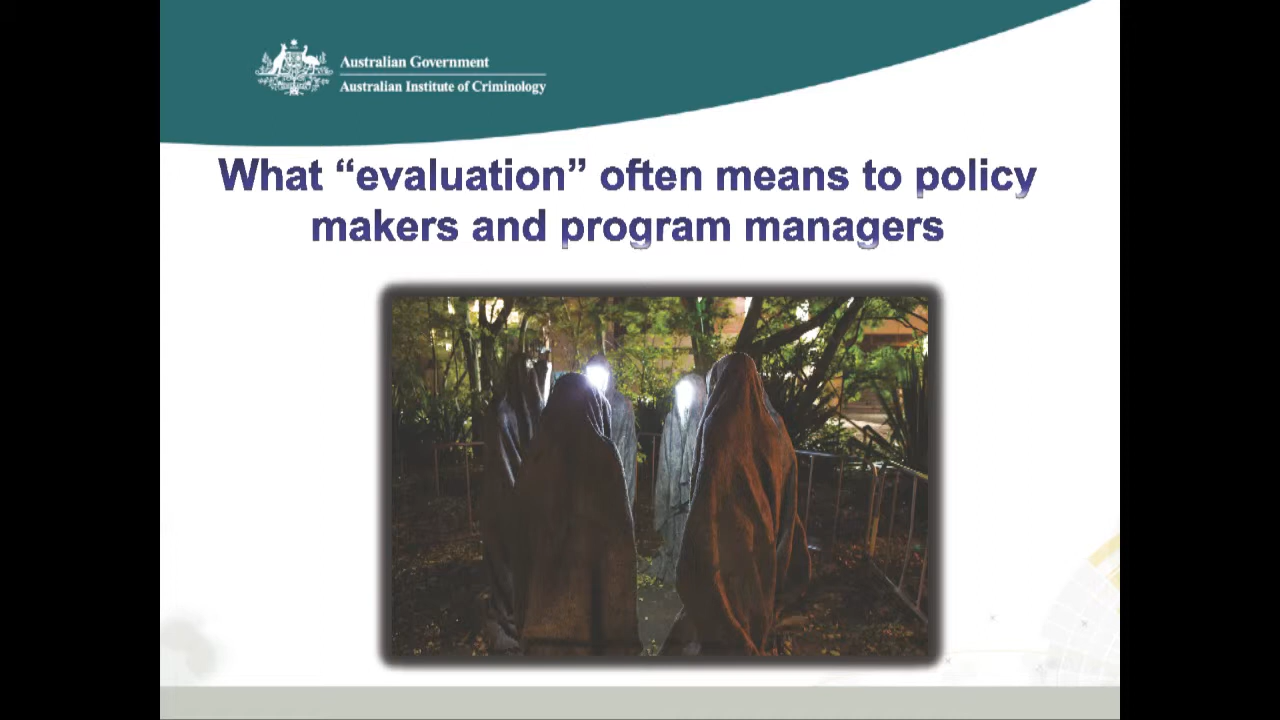 Australian Government
Australian Institute of Criminology
What “evaluation” often means to policy
makers and program managers